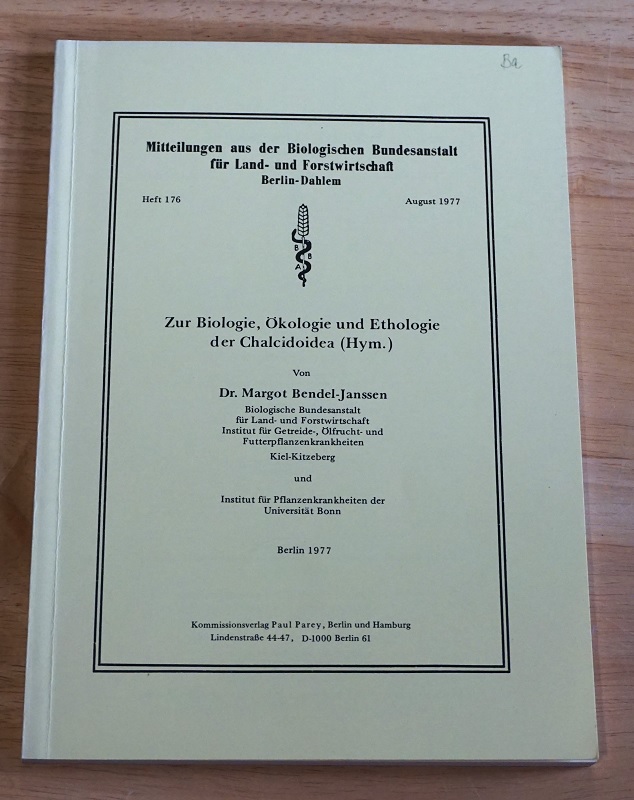 Ba
Mitteilungen aus der Biologischen Bundesanstalt
für Land- und Forstwirtschaft
Berlin-Dahlem
Heft 176
August 1977
B
B
A
Zur Biologie, Ökologie und Ethologie
der Chalcidoidea (Hym.)
Von
Dr. Margot Bendel-Janssen
Biologische Bundesanstalt
für Land- und Forstwirtschaft
Institut für Getreide-, Ölfrucht- und
Futterpflanzenkrankheiten
Kiel-Kitzeberg
und
Institut für Pflanzenkrankheiten der
Universität Bonn
Berlin 1977
Kommissionsverlag Paul Parey, Berlin und Hamburg
Lindenstraße 44-47, D-1000 Berlin 61